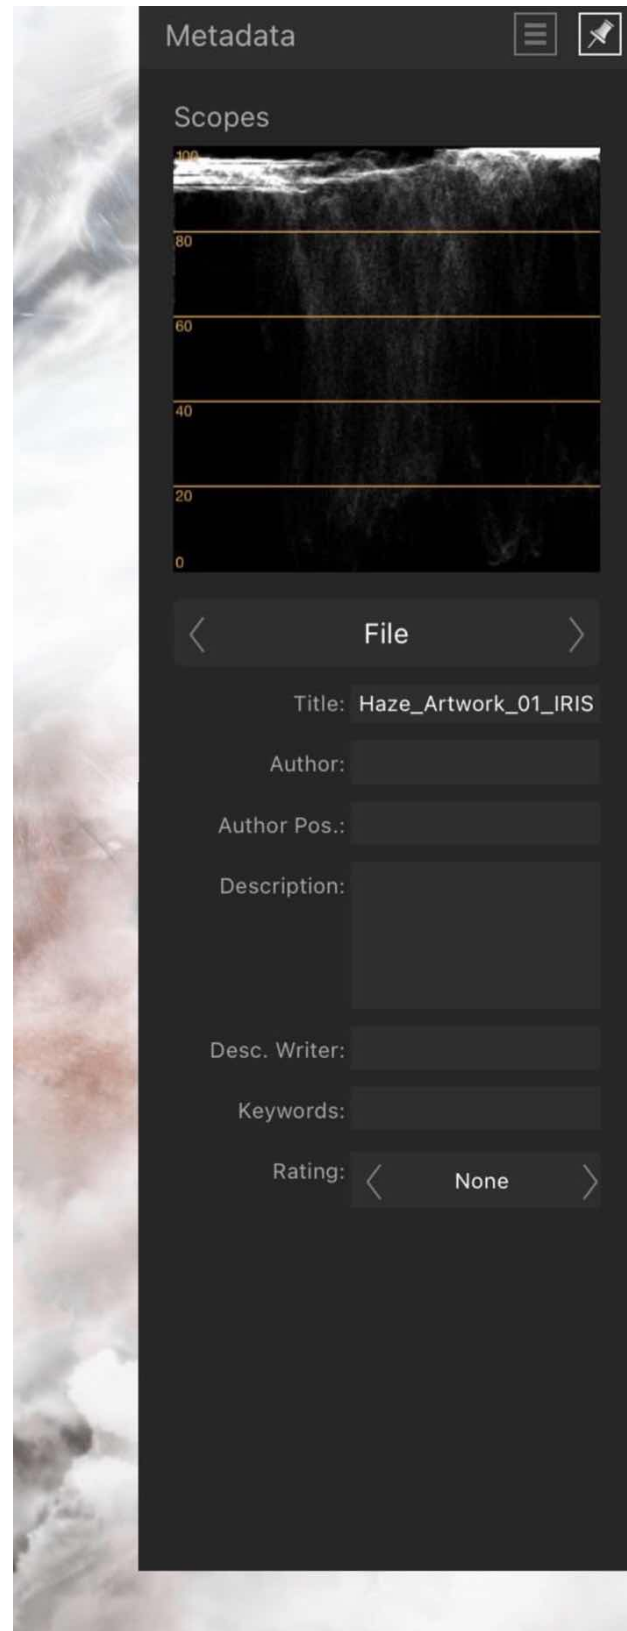 Metadata
Scopes
100
80
60
40
20
0
File
Title: Haze_Artwork_01_IRIS
Author:
Author Pos.:
Description:
Desc. Writer:
Keywords:
Rating: None